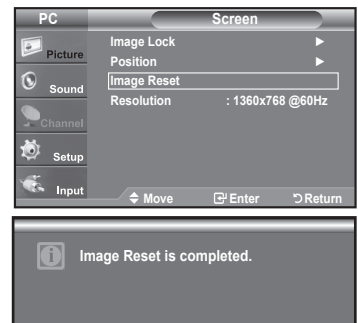 PC Screen
Picture
Sound
Channel
Setup
Input
Image Lock ►
Position ►
Image Reset
Resolution : 1360x768 @60Hz
Move Enter Return
Image Reset is completed.